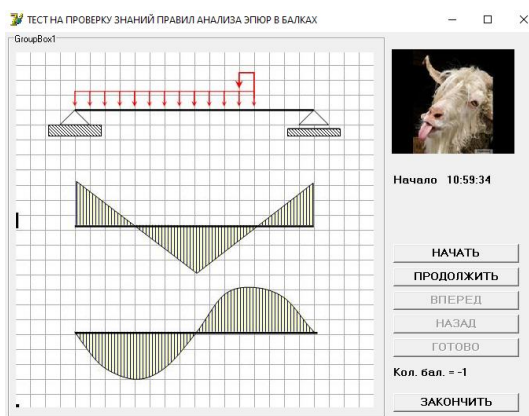 ТЕСТ НА ПРОВЕРКУ ЗНАНИЙ ПРАВИЛ АНАЛИЗА ЭПЮР В БАЛКАХ
GroupBox1
Начало 10:59:34
НАЧАТЬ
ПРОДОЛЖИТЬ
ВПЕРЕД
НАЗАД
ГОТОВО
Кол. бал. = -1
ЗАКОНЧИТЬ